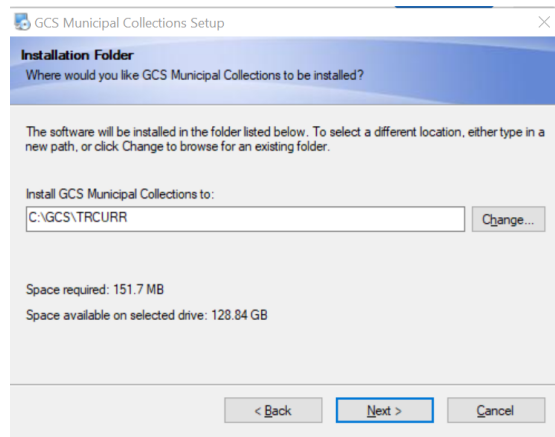 GCS Municipal Collections Setup
Installation Folder
Where would you like GCS Municipal Collections to be installed?
The software will be installed in the folder listed below. To select a different location, either type in a
new path, or click Change to browse for an existing folder.
Install GCS Municipal Collections to:
C:\GCS\TRCURR
Change...
Space required: 151.7 MB
Space available on selected drive: 128.84 GB
< Back
Next >
Cancel